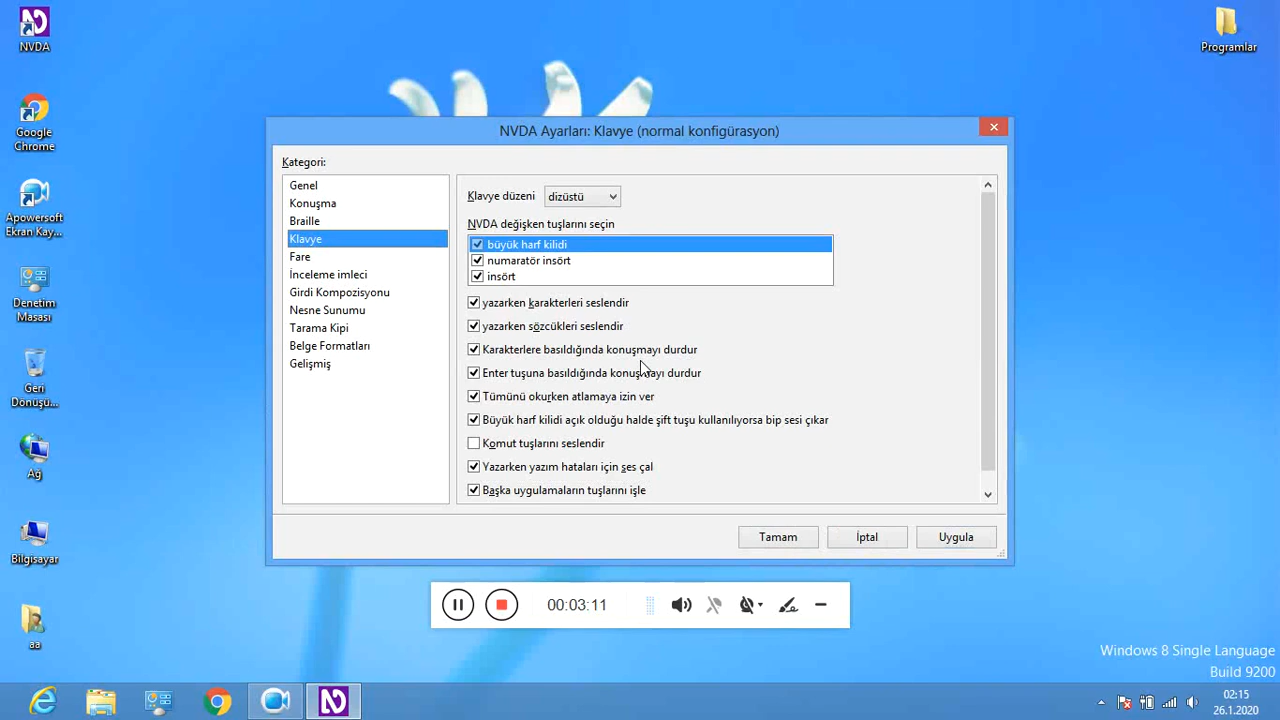 NVDA
Google
Chrome
Apowersoft
Ekran Kay...
Denetim
Masası
Geri
Dönüşü...
Ağ
Bilgisayar
aa
Programlar
NVDA Ayarları: Klavye (normal konfigürasyon)
Kategori:
Genel
Konuşma
Braille
Klavye
Fare
İnceleme imleci
Girdi Kompozisyonu
Nesne Sunumu
Tarama Kipi
Belge Formatları
Gelişmiş
Klavye düzeni dizüstü
NVDA değişken tuşlarını seçin
büyük harf kilidi
numaratör insört
insört
yazarken karakterleri seslendir
yazarken sözcükleri seslendir
Karakterlere basıldığında konuşmayı durdur
Enter tuşuna basıldığında konuşmayı durdur
Tümünü okurken atlamaya izin ver
Büyük harf kilidi açık olduğu halde şift tuşu kullanılıyorsa bip sesi çıkar
Komut tuşlarını seslendir
Yazarken yazım hataları için ses çal
Başka uygulamaların tuşlarını işle
Tamam İptal Uygula
00:03:11
Windows 8 Single Language
Build 9200
02:15
26.1.2020